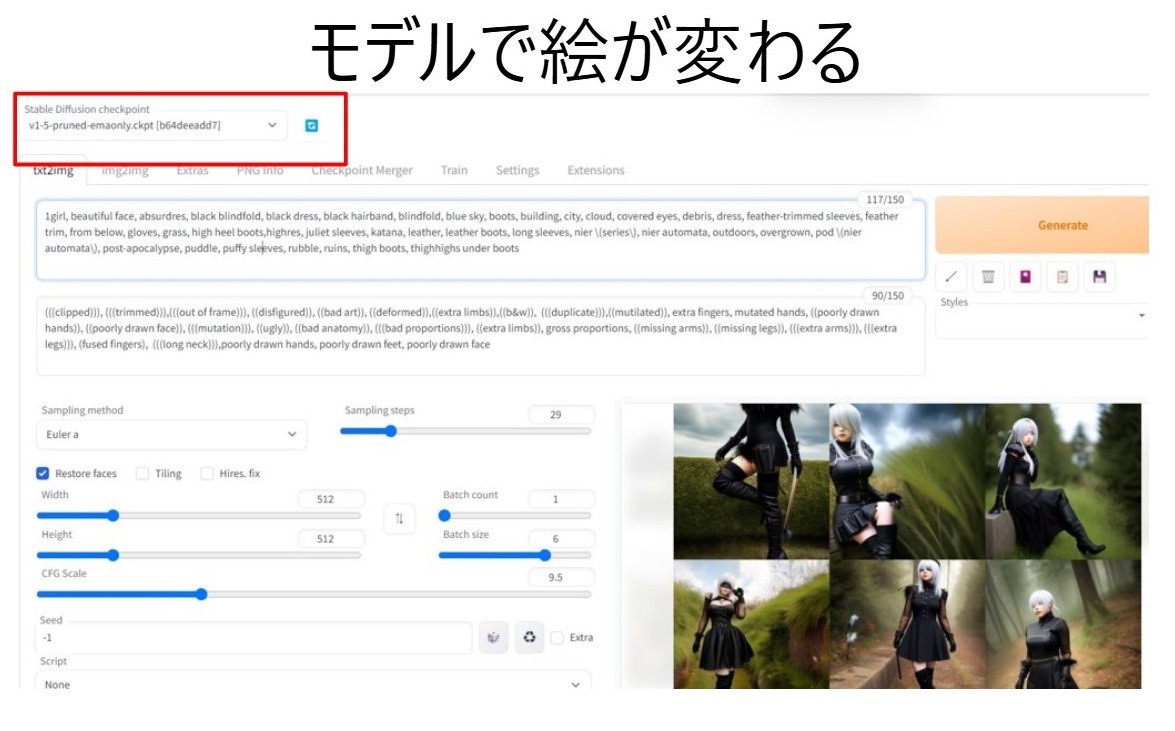 モデルで絵が変わる
Stable Diffusion checkpoint
v1-5-pruned-emaonly.ckpt [b64deeadd7]
txt2img img2img Extras PNG Info Checkpoint Merger Train Settings Extensions
117/150
1girl, beautiful face, absurdres, black blindfold, black dress, black hairband, blindfold, blue sky, boots, building, city, cloud, covered eyes, debris, dress, feather-trimmed sleeves, feather
trim, from below, gloves, grass, high heel boots,highres, juliet sleeves, katana, leather, leather boots, long sleeves, nier \(series\), nier automata, outdoors, overgrown, pod \(nier
automata\), post-apocalypse, puddle, puffy sleeves, rubble, ruins, thigh boots, thighhighs under boots
Generate
90/150
(((clipped))), (((trimmed))),(((out of frame))), ((disfigured)), ((bad art)), ((deformed)),((extra limbs)),((b&w)), (((duplicate))),((mutilated)), extra fingers, mutated hands, ((poorly drawn
hands)), ((poorly drawn face)), (((mutation))), ((ugly)), ((bad anatomy)), (((bad proportions))), ((extra limbs)), gross proportions, ((missing arms)), ((missing legs)), (((extra arms))), (((extra
legs))), (fused fingers), (((long neck))),poorly drawn hands, poorly drawn feet, poorly drawn face
Styles
Sampling method
Euler a
Sampling steps 29
Restore faces Tiling Hires. fix
Width 512
Height 512
Batch count 1
Batch size 6
CFG Scale 9.5
Seed
-1
Extra
Script
None